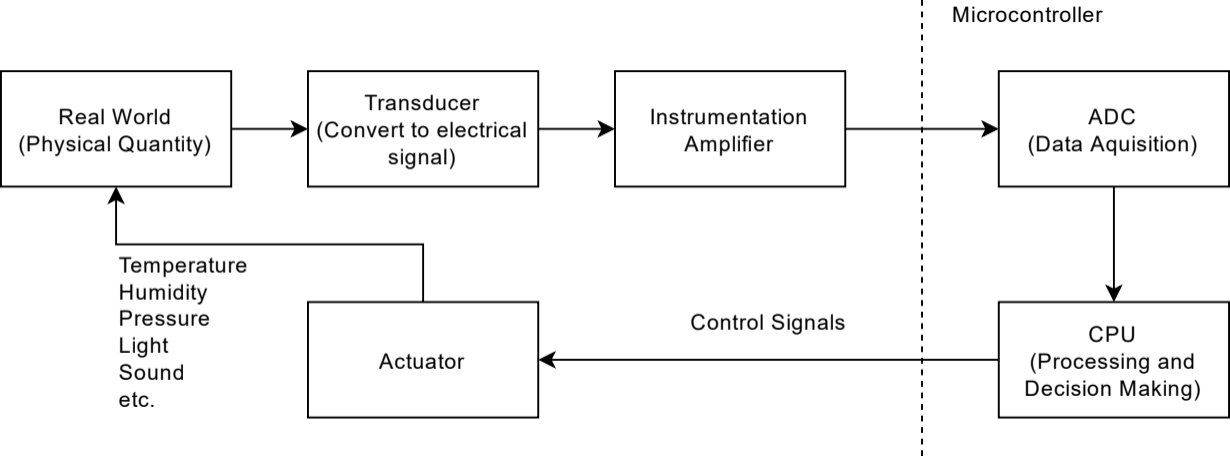 Microcontroller
Real World
(Physical Quantity)
Transducer
(Convert to electrical
signal)
Instrumentation
Amplifier
ADC
(Data Aquisition)
Temperature
Humidity
Pressure
Light
Sound
etc.
Actuator
Control Signals
CPU
(Processing and
Decision Making)